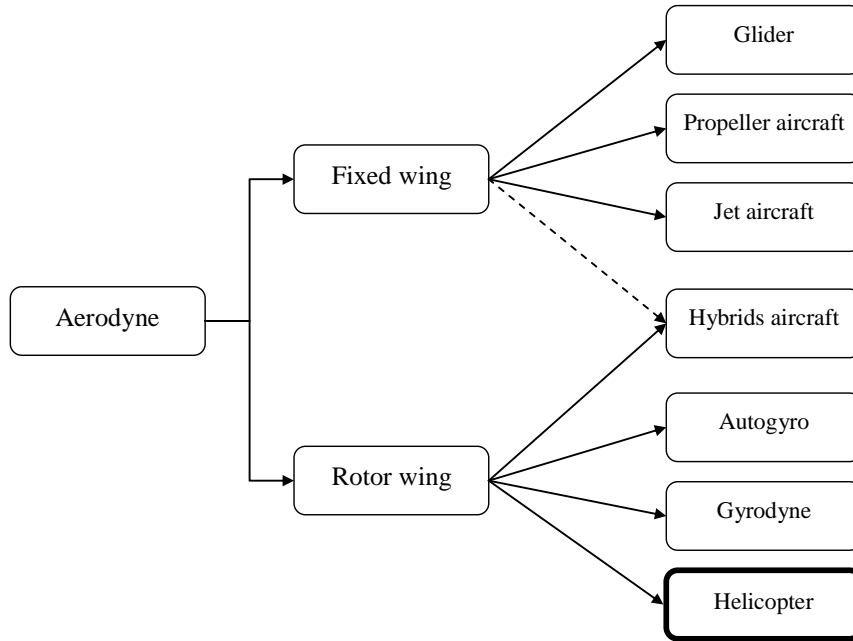 Glider
Propeller aircraft
Fixed wing
Jet aircraft
Aerodyne
Hybrids aircraft
Autogyro
Rotor wing
Gyrodyne
Helicopter